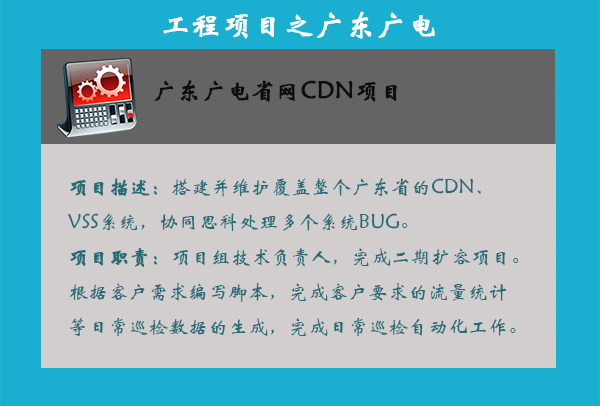 工程项目之广东广电
广东广电省网CDN项目
项目描述：搭建并维护覆盖整个广东省的CDN、
VSS系统，协同思科处理多个系统BUG。
项目职责：项目组技术负责人，完成二期扩容项目。
根据客户需求编写脚本，完成客户要求的流量统计
等日常巡检数据的生成，完成日常巡检自动化工作。